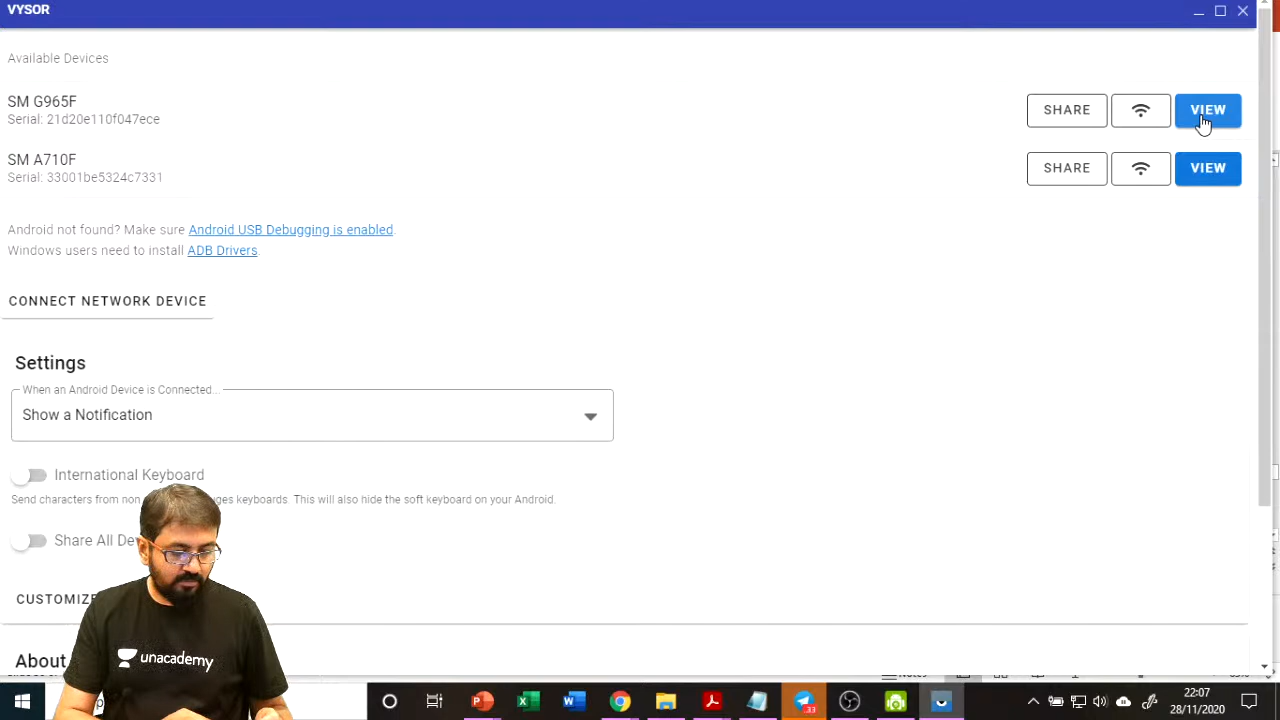 VYSOR
Available Devices
SM G965F
Serial: 21d20e110f047ece
SHARE
VIEW
SM A710F
Serial: 33001be5324c7331
SHARE
VIEW
Android not found? Make sure Android USB Debugging is enabled.
Windows users need to install ADB Drivers.
CONNECT NETWORK DEVICE
Settings
When an Android Device is Connected...
Show a Notification
International Keyboard
Send characters from non uges keyboards. This will also hide the soft keyboard on your Android.
Share All De
CUSTOMIZE
About
unacademy
33
22:07
28/11/2020